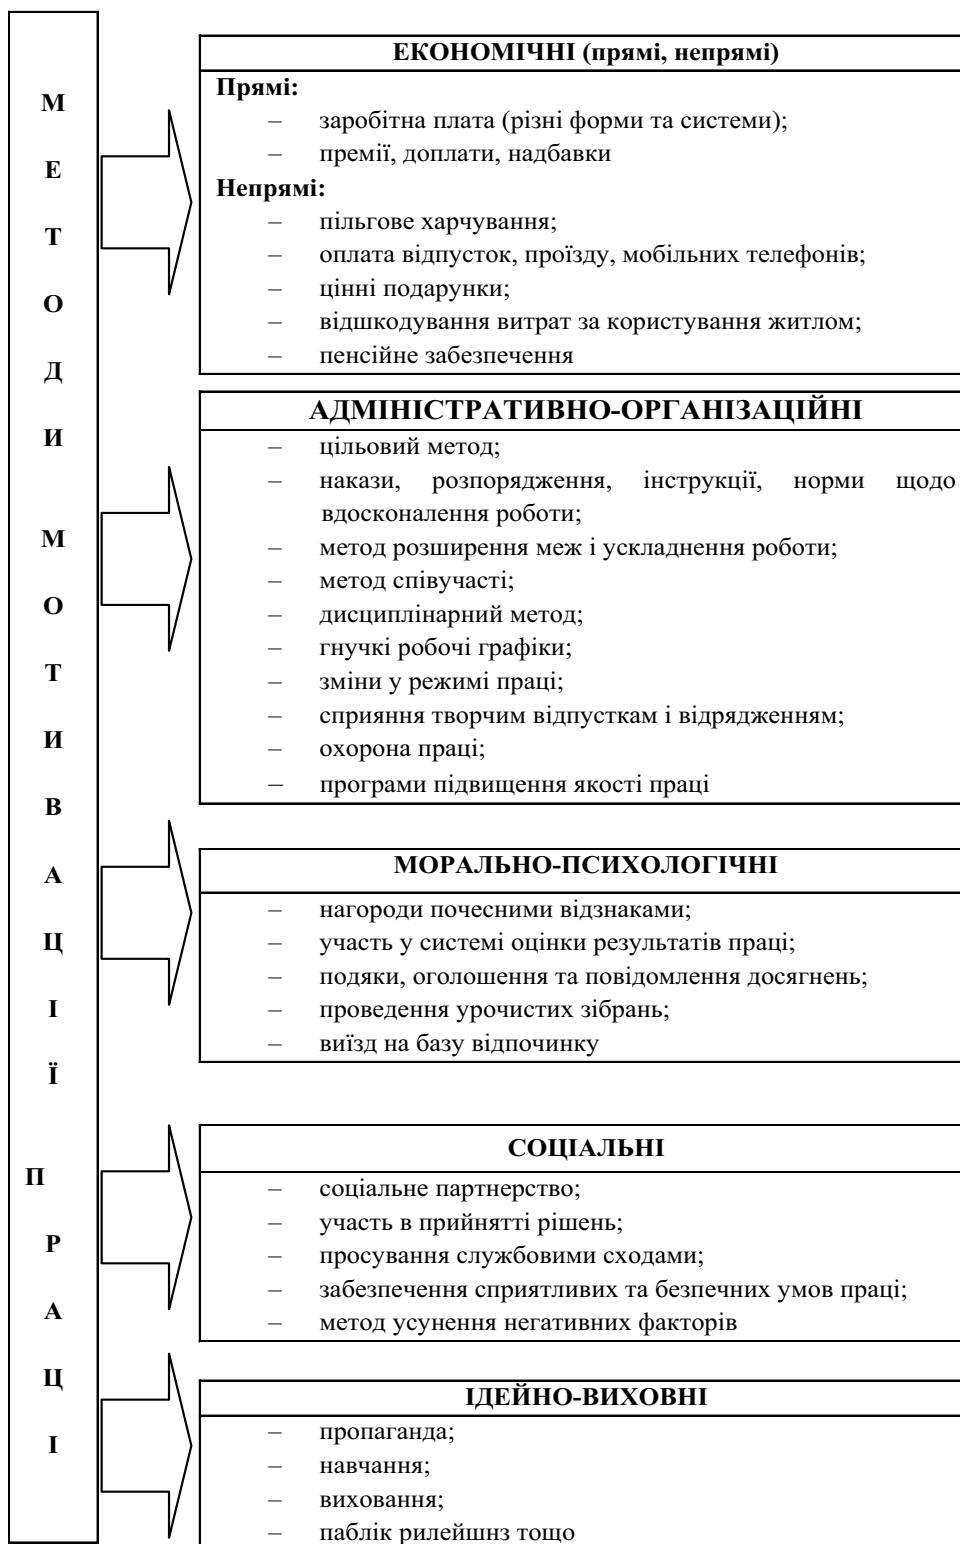 МЕТОДИ МОТИВАЦІЇ ПРАЦІ
ЕКОНОМІЧНІ (прямі, непрямі)
Прямі:
– заробітна плата (різні форми та системи);
– премії, доплати, надбавки
Непрямі:
– пільгове харчування;
– оплата відпусток, проїзду, мобільних телефонів;
– цінні подарунки;
– відшкодування витрат за користування житлом;
– пенсійне забезпечення
АДМІНІСТРАТИВНО-ОРГАНІЗАЦІЙНІ
– цільовий метод;
– накази, розпорядження, інструкції, норми щодо
вдосконалення роботи;
– метод розширення меж і ускладнення роботи;
– метод співучасті;
– дисциплінарний метод;
– гнучкі робочі графіки;
– зміни у режимі праці;
– сприяння творчим відпусткам і відрядженням;
– охорона праці;
– програми підвищення якості праці
МОРАЛЬНО-ПСИХОЛОГІЧНІ
– нагороди почесними відзнаками;
– участь у системі оцінки результатів праці;
– подяки, оголошення та повідомлення досягнень;
– проведення урочистих зібрань;
– виїзд на базу відпочинку
СОЦІАЛЬНІ
– соціальне партнерство;
– участь в прийнятті рішень;
– просування службовими сходами;
– забезпечення сприятливих та безпечних умов праці;
– метод усунення негативних факторів
ІДЕЙНО-ВИХОВНІ
– пропаганда;
– навчання;
– виховання;
– паблік рилейшнз тощо